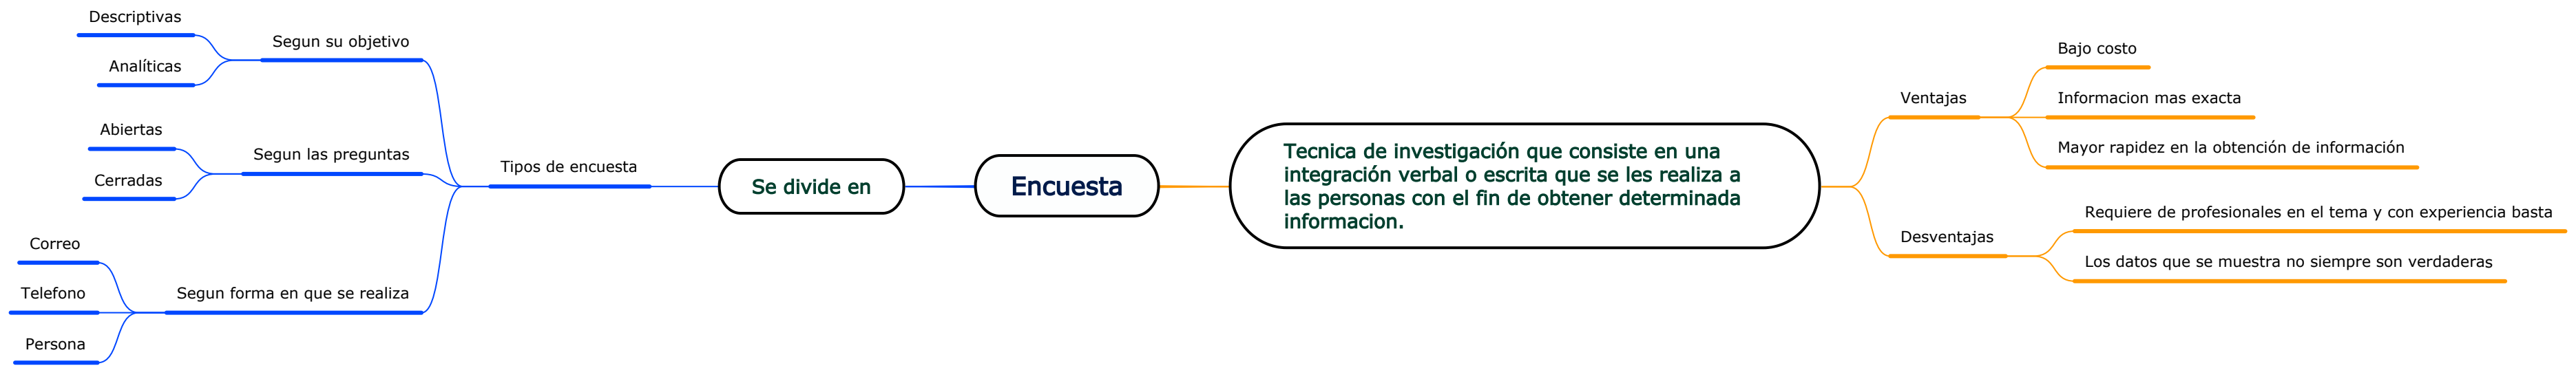 Descriptivas
Analíticas
Segun su objetivo
Abiertas
Cerradas
Segun las preguntas
Correo
Telefono
Persona
Segun forma en que se realiza
Tipos de encuesta
Se divide en
Encuesta
Tecnica de investigación que consiste en una
integración verbal o escrita que se les realiza a
las personas con el fin de obtener determinada
informacion.
Ventajas
Bajo costo
Informacion mas exacta
Mayor rapidez en la obtención de información
Desventajas
Requiere de profesionales en el tema y con experiencia basta
Los datos que se muestra no siempre son verdaderas